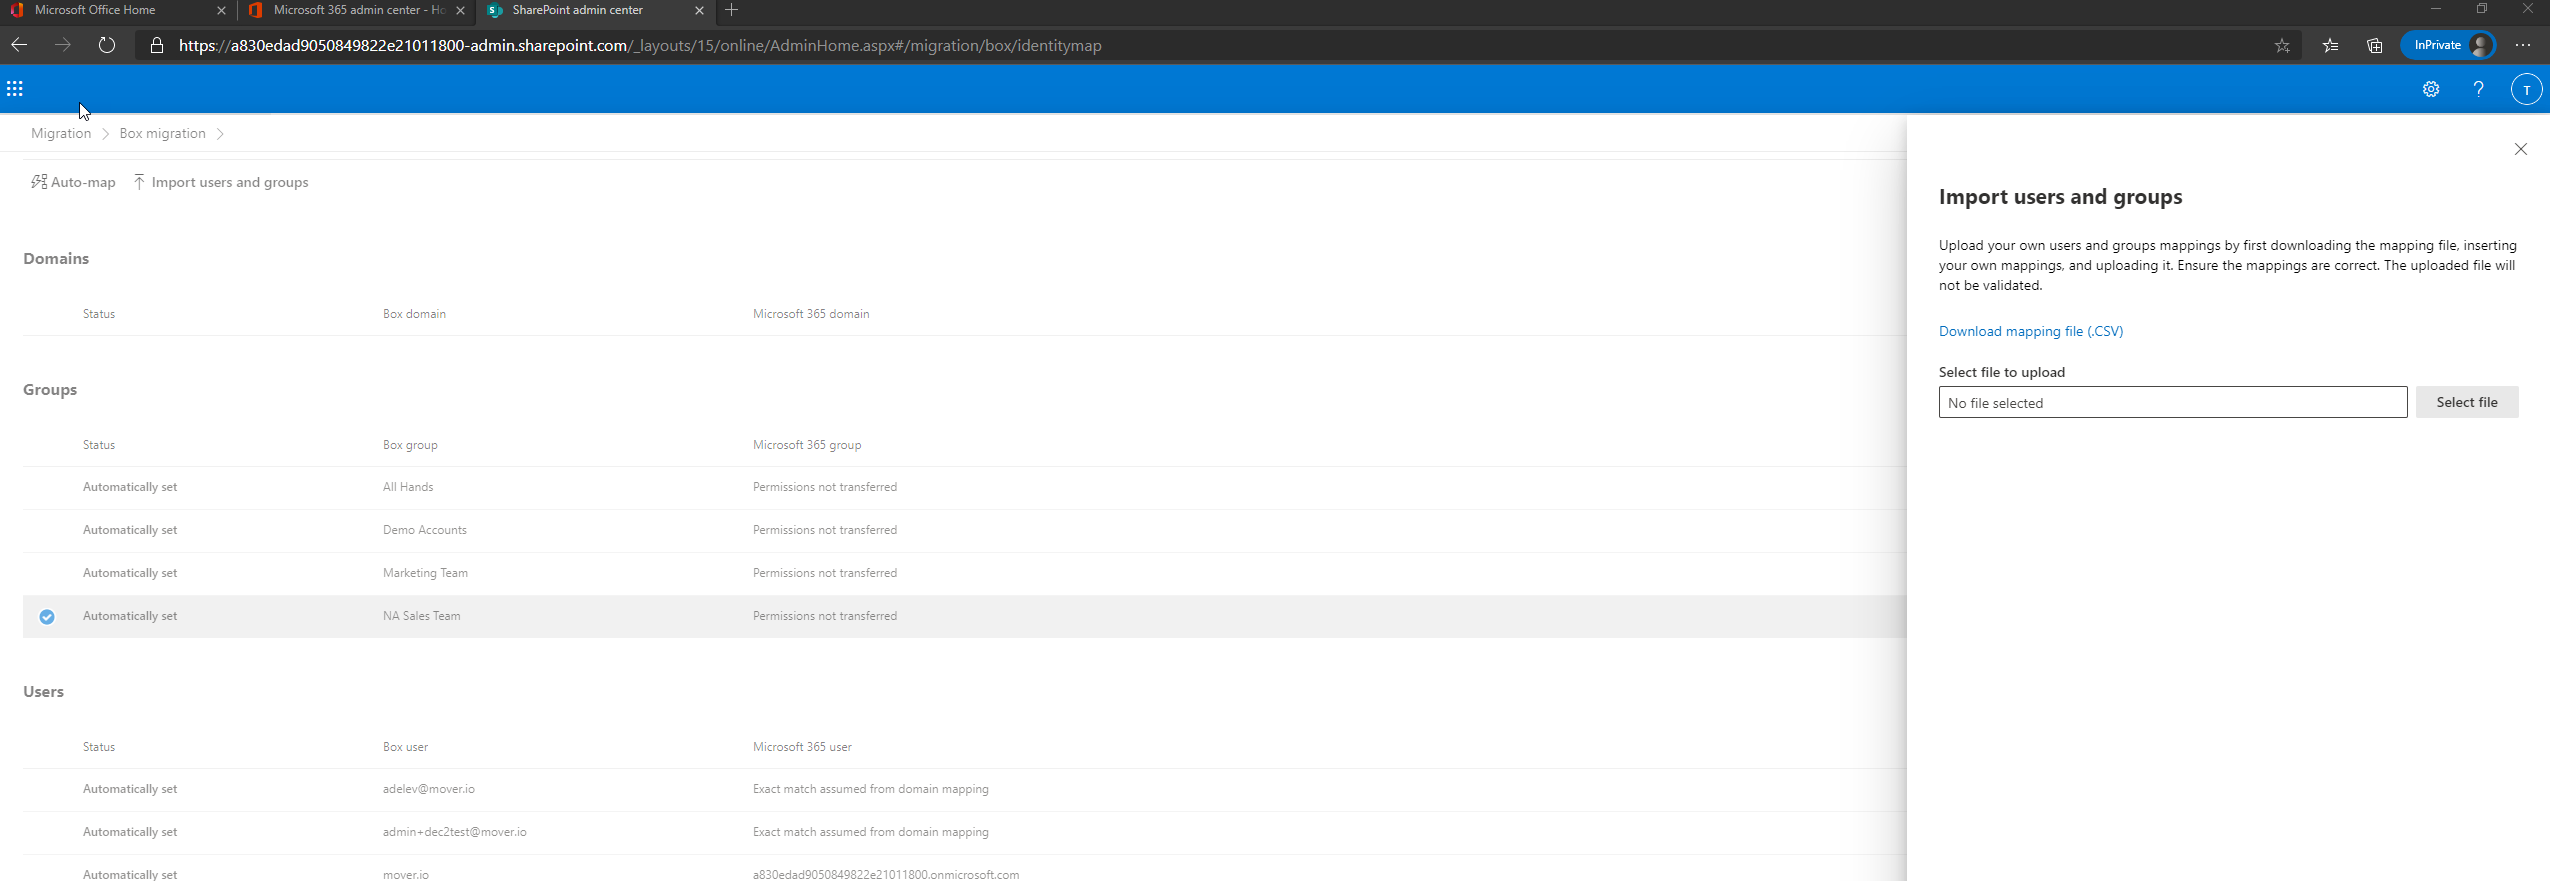 Microsoft Office Home
Microsoft 365 admin center - Ho
SharePoint admin center
https://a830edad9050849822e21011800-admin.sharepoint.com/_layouts/15/online/AdminHome.aspx#/migration/box/identitymap
InPrivate
?
T
Migration > Box migration >
Auto-map
Import users and groups
Domains
Status Box domain Microsoft 365 domain
Groups
Status Box group Microsoft 365 group
Automatically set All Hands Permissions not transferred
Automatically set Demo Accounts Permissions not transferred
Automatically set Marketing Team Permissions not transferred
Automatically set NA Sales Team Permissions not transferred
Users
Status Box user Microsoft 365 user
Automatically set adelev@mover.io Exact match assumed from domain mapping
Automatically set admin+dec2test@mover.io Exact match assumed from domain mapping
Automatically set mover.io a830edad9050849822e21011800.onmicrosoft.com
Import users and groups
Upload your own users and groups mappings by first downloading the mapping file, inserting
your own mappings, and uploading it. Ensure the mappings are correct. The uploaded file will
not be validated.
Download mapping file (.CSV)
Select file to upload
No file selected
Select file